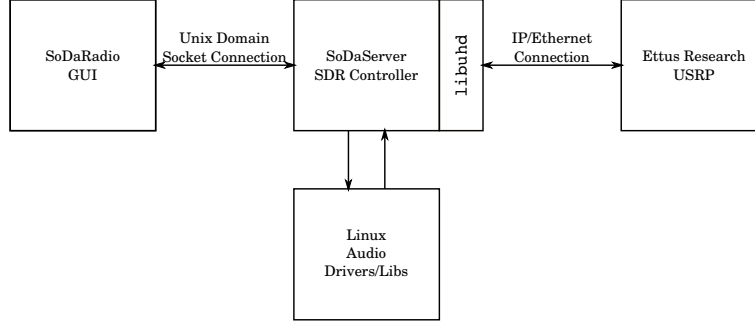 SoDaRadio
GUI
Unix Domain
Socket Connection
SoDaServer
SDR Controller
libuhd
IP/Ethernet
Connection
Ettus Research
USRP
Linux
Audio
Drivers/Libs